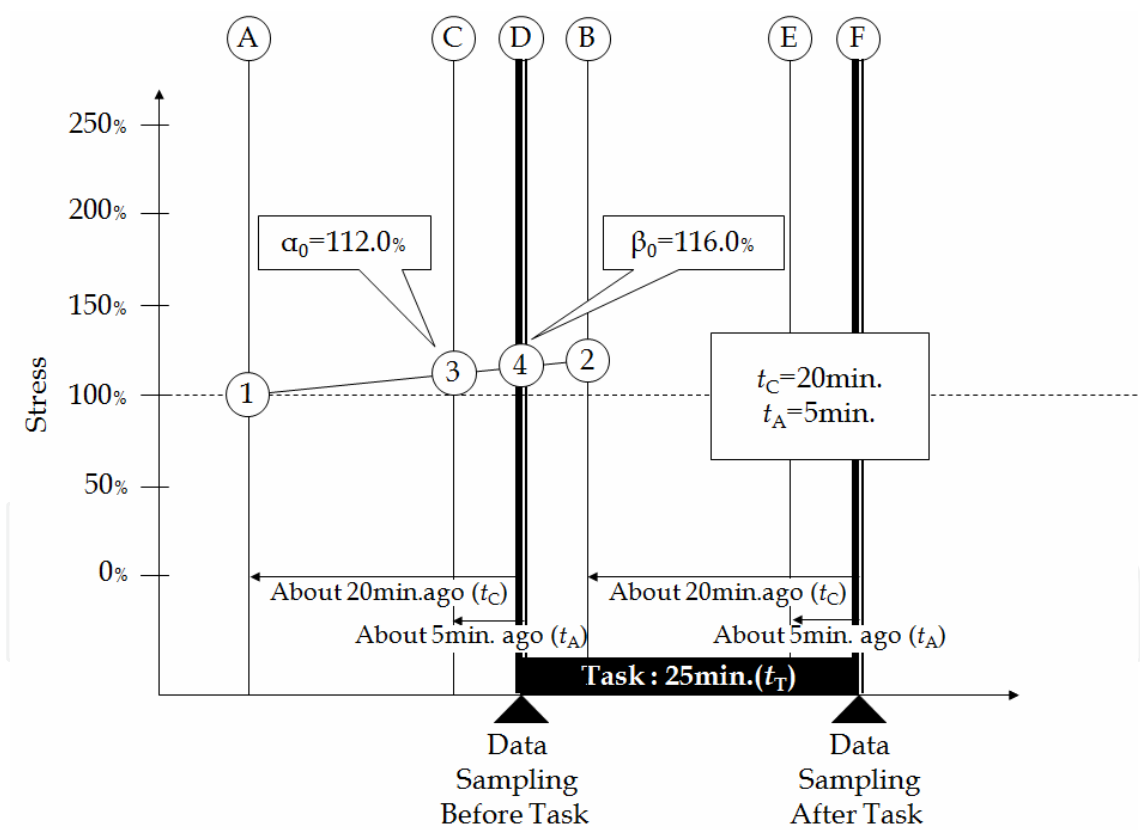 A C D B E F
250%
200%
α0=112.0%
β0=116.0%
150%
3 4 2
1
tC=20min.
tA=5min.
100%
Stress
50%
0%
About 20min.ago (tC)
About 20min.ago (tC)
About 5min. ago (tA)
About 5min. ago (tA)
Task : 25min.(tT)
Data
Sampling
Before Task
Data
Sampling
After Task